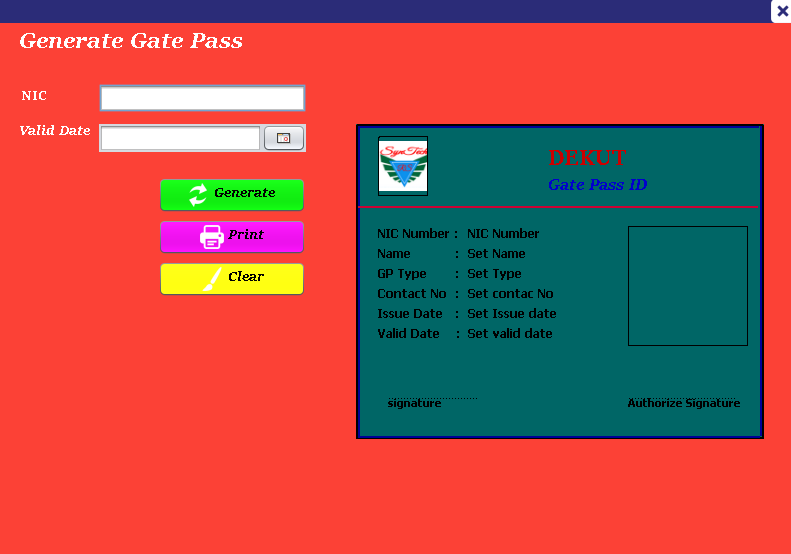 Generate Gate Pass
NIC
Valid Date
Generate
Print
Clear
DEKUT
Gate Pass ID
NIC Number : NIC Number
Name : Set Name
GP Type : Set Type
Contact No : Set contac No
Issue Date : Set Issue date
Valid Date : Set valid date
signature
Authorize Signature